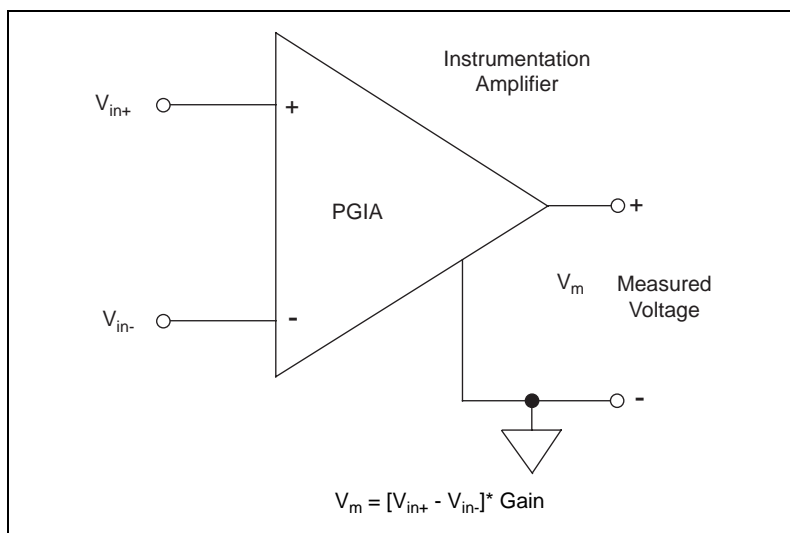 Instrumentation
Amplifier
V_in+
+
PGIA
+
V_m
Measured
Voltage
V_in-
-
-
V_m = [V_in+ - V_in-]* Gain